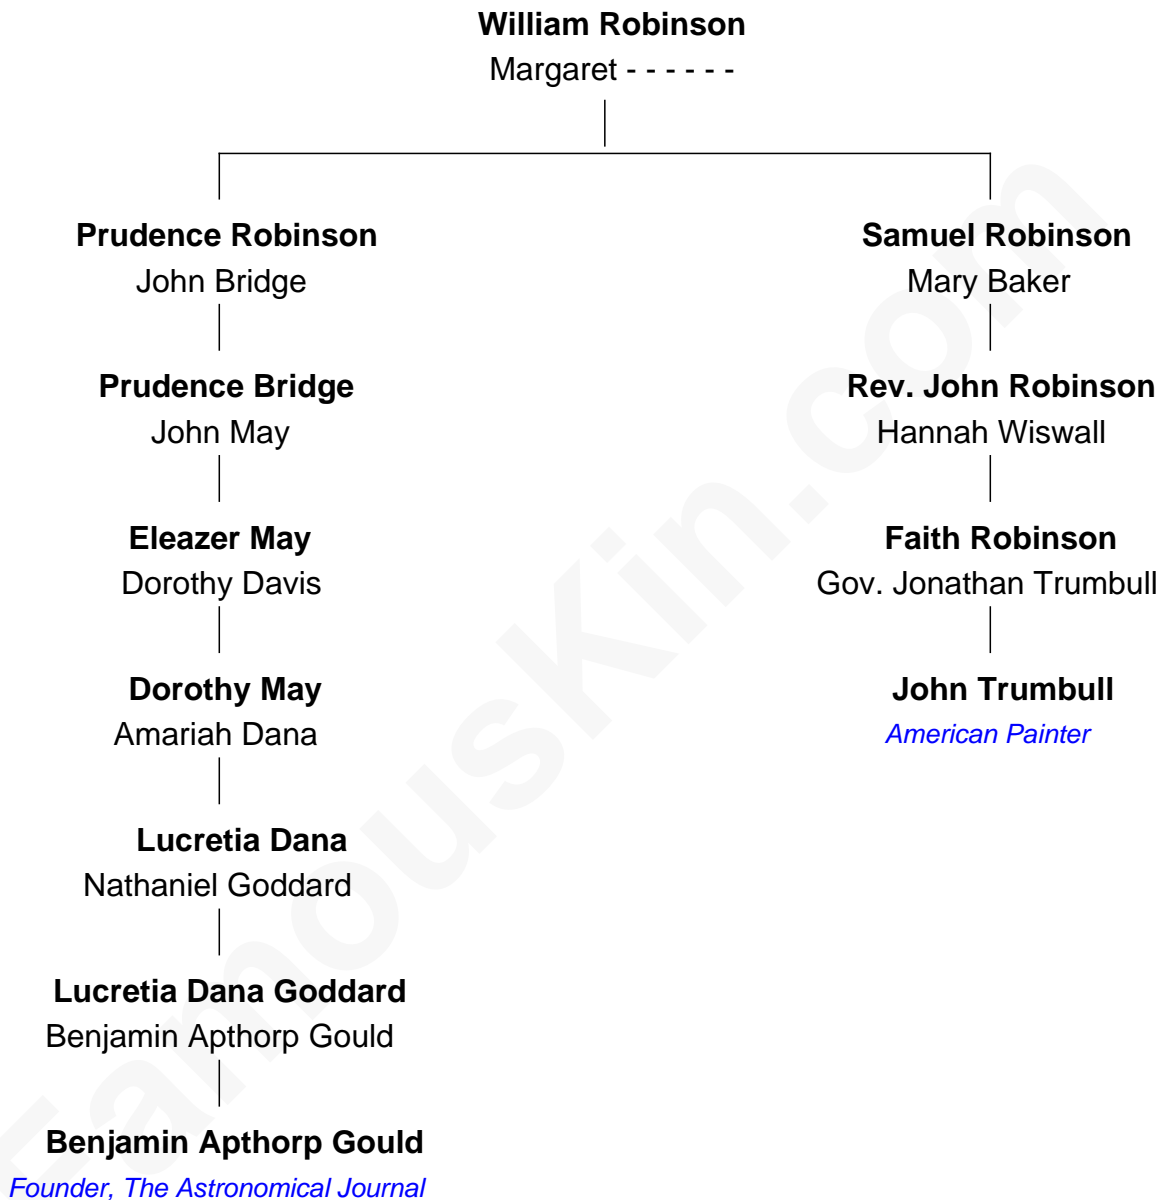 William Robinson
Margaret - - - - - -
Prudence Robinson
John Bridge
Samuel Robinson
Mary Baker
Prudence Bridge
John May
Rev. John Robinson
Hannah Wiswall
Eleazer May
Dorothy Davis
Faith Robinson
Gov. Jonathan Trumbull
Dorothy May
Amariah Dana
John Trumbull
American Painter
Lucretia Dana
Nathaniel Goddard
Lucretia Dana Goddard
Benjamin Apthorp Gould
Benjamin Apthorp Gould
Founder, The Astronomical Journal
FamousKin.com